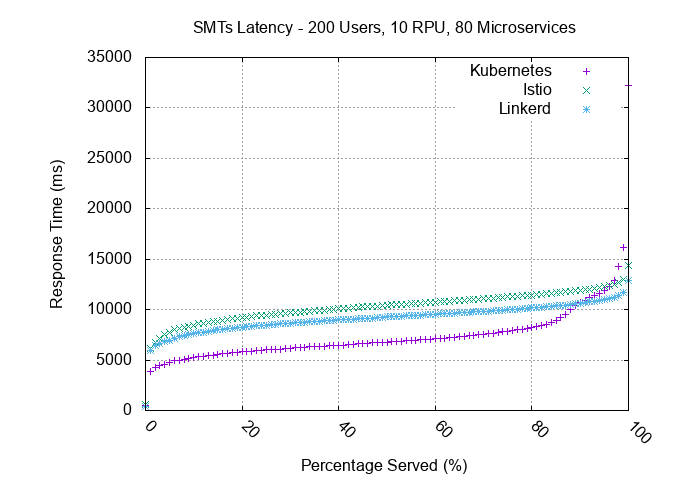 SMTs Latency - 200 Users, 10 RPU, 80 Microservices
35000
30000
25000
20000
15000
10000
5000
0
Response Time (ms)
Kubernetes
Istio
Linkerd
0
20
40
60
80
100
Percentage Served (%)